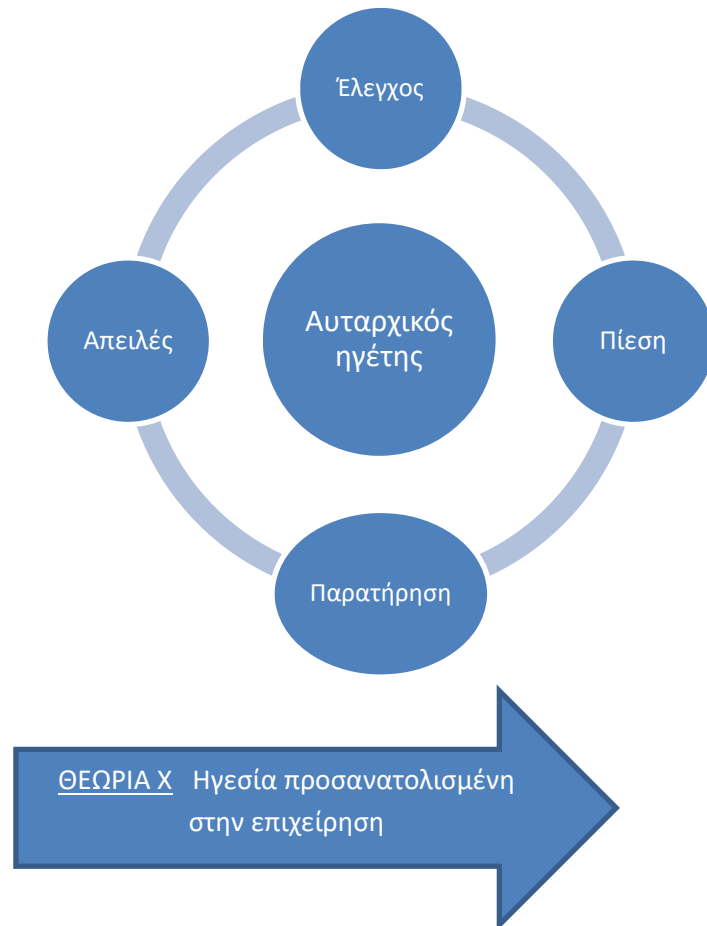 Έλεγχος
Απειλές
Αυταρχικός
ηγέτης
Πίεση
Παρατήρηση
ΘΕΩΡΙΑ Χ Ηγεσία προσανατολισμένη
στην επιχείρηση